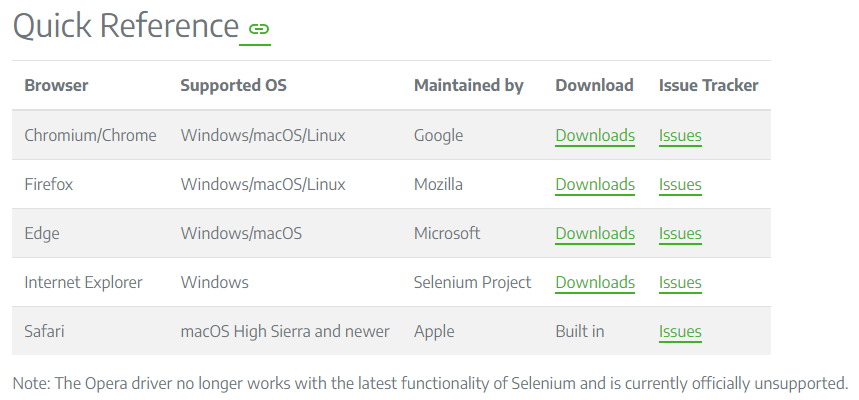 Quick Reference
Browser Supported OS Maintained by Download Issue Tracker
Chromium/Chrome Windows/macOS/Linux Google Downloads Issues
Firefox Windows/macOS/Linux Mozilla Downloads Issues
Edge Windows/macOS Microsoft Downloads Issues
Internet Explorer Windows Selenium Project Downloads Issues
Safari macOS High Sierra and newer Apple Built in Issues
Note: The Opera driver no longer works with the latest functionality of Selenium and is currently officially unsupported.